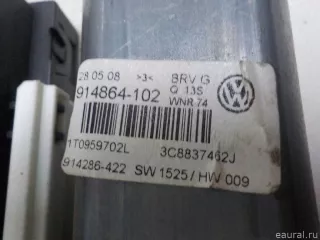 28.05.08 >3< BRV G
914864-102 Q 13S
WNR 74
1T0959702L 3C8837462J
914286-422 SW 1525 / HW 009
eaural.ru